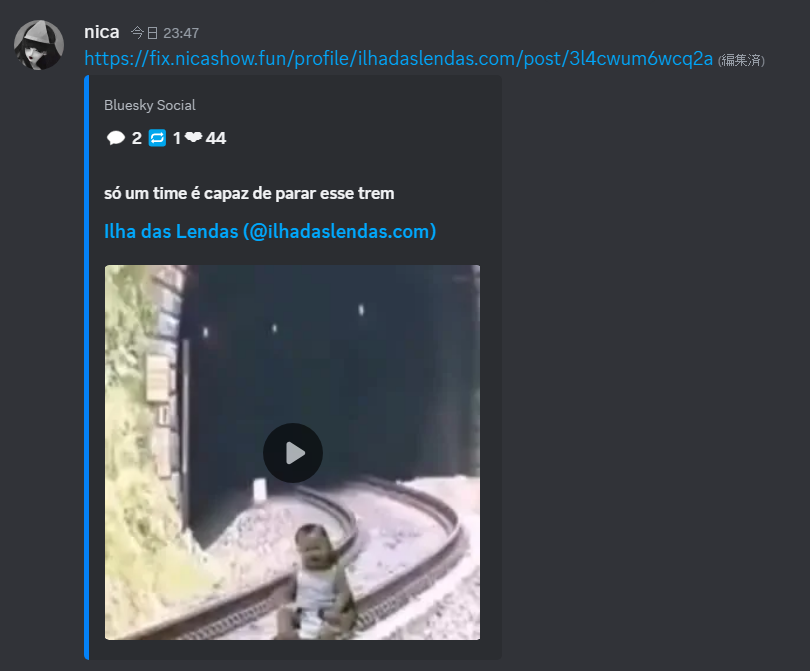 nica 今日 23:47
https://fix.nicashow.fun/profile/ilhadaslendas.com/post/3l4cwum6wcq2a (編集済)
Bluesky Social
2 1 44
só um time é capaz de parar esse trem
Ilha das Lendas (@ilhadaslendas.com)